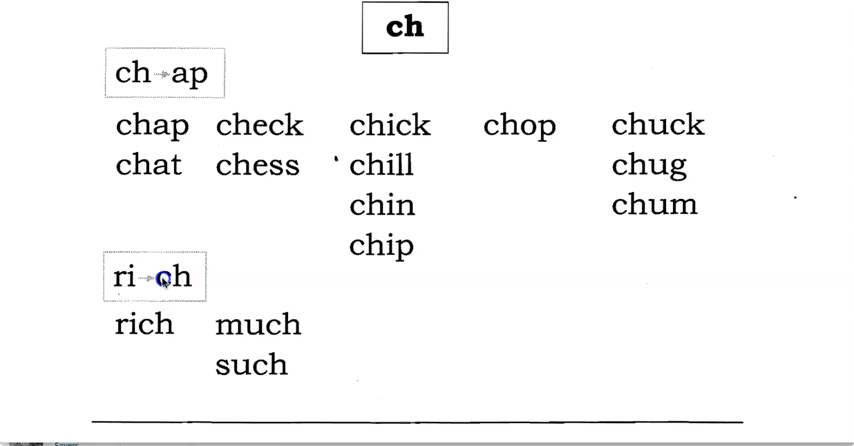 ch
ch→ap
chap check chick chop chuck
chat chess chill chug
chin chum
chip
ri→ch
rich much
such